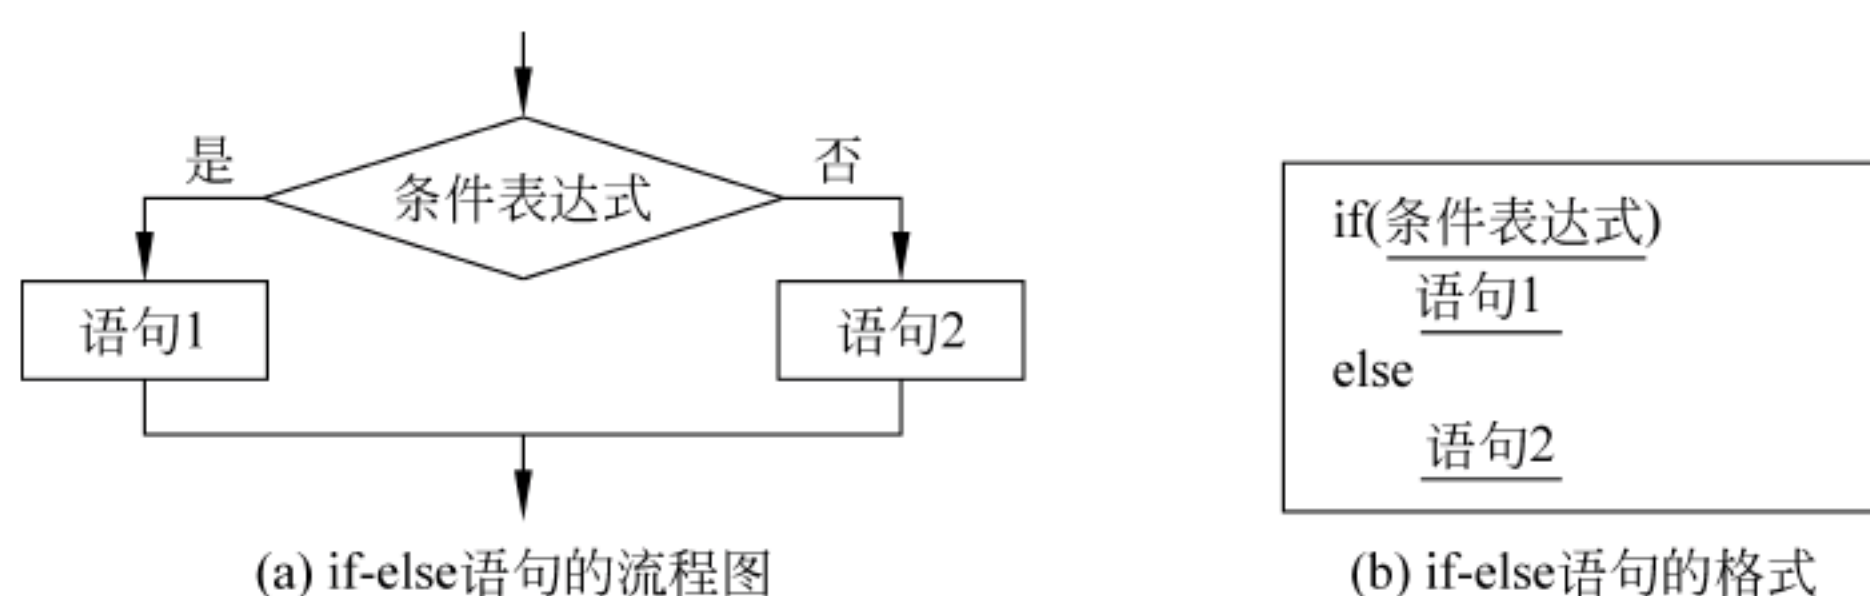 是
否
条件表达式
语句1
语句2
(a) if-else语句的流程图
if(条件表达式)
语句1
else
语句2
(b) if-else语句的格式